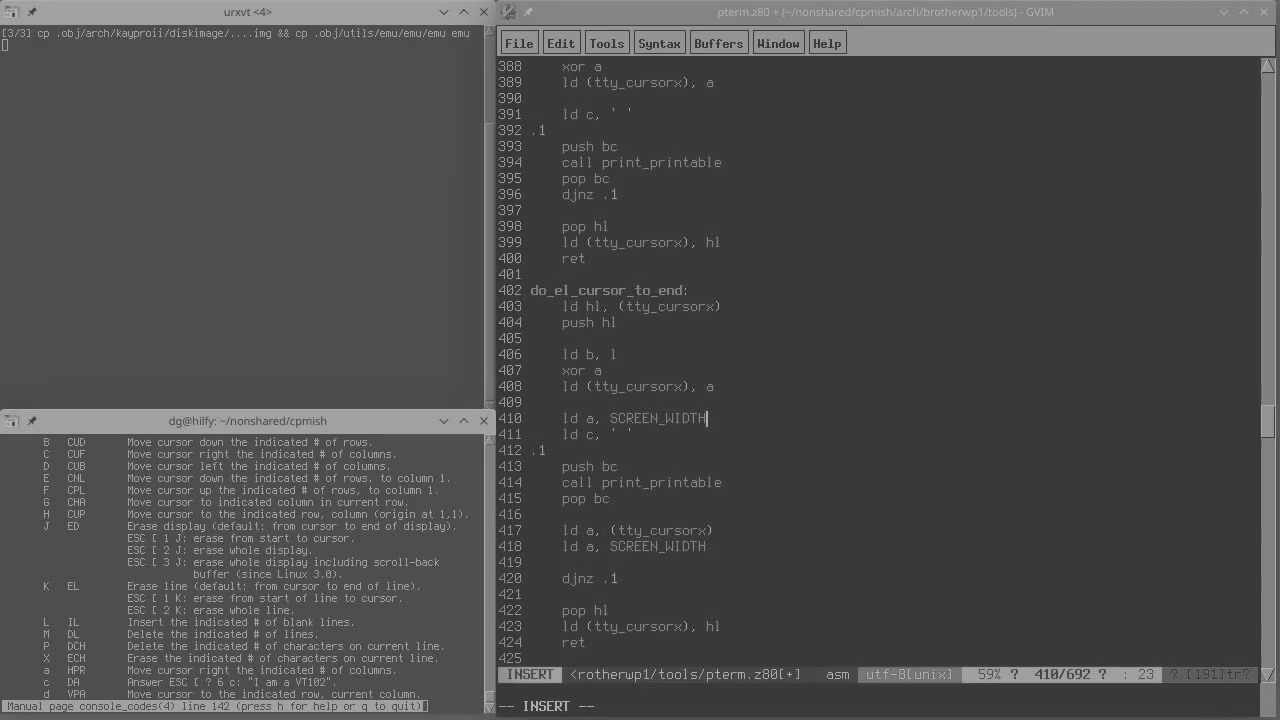 urxvt <4>
[3/3] cp .obj/arch/kayproii/diskimage/....img && cp .obj/utils/emu/emu/emu emu
dg@hilfy: ~/nonshared/cpmish
B CUD Move cursor down the indicated # of rows.
C CUF Move cursor right the indicated # of columns.
D CUB Move cursor left the indicated # of columns.
E CNL Move cursor down the indicated # of rows, to column 1.
F CPL Move cursor up the indicated # of rows, to column 1.
G CHA Move cursor to indicated column in current row.
H CUP Move cursor to the indicated row, column (origin at 1,1).
J ED Erase display (default: from cursor to end of display).
ESC [ 1 J: erase from start to cursor.
ESC [ 2 J: erase whole display.
ESC [ 3 J: erase whole display including scroll-back
buffer (since Linux 3.0).
K EL Erase line (default: from cursor to end of line).
ESC [ 1 K: erase from start of line to cursor.
ESC [ 2 K: erase whole line.
L IL Insert the indicated # of blank lines.
M DL Delete the indicated # of lines.
P DCH Delete the indicated # of characters on current line.
X ECH Erase the indicated # of characters on current line.
a HPR Move cursor right the indicated # of columns.
c DA Answer ESC [ ? 6 c: "I am a VT102".
d VPA Move cursor to the indicated row, current column.
Manual page console_codes(4) line 142 (press h for help or q to quit)
pterm.z80 + (~/nonshared/cpmish/arch/brotherwp1/tools) - GVIM
File Edit Tools Syntax Buffers Window Help
388 xor a
389 ld (tty_cursorx), a
390
391 ld c, ' '
392 .1
393 push bc
394 call print_printable
395 pop bc
396 djnz .1
397
398 pop hl
399 ld (tty_cursorx), hl
400 ret
401
402 do_el_cursor_to_end:
403 ld hl, (tty_cursorx)
404 push hl
405
406 ld b, l
407 xor a
408 ld (tty_cursorx), a
409
410 ld a, SCREEN_WIDTH
411 ld c, ' '
412 .1
413 push bc
414 call print_printable
415 pop bc
416
417 ld a, (tty_cursorx)
418 ld a, SCREEN_WIDTH
419
420 djnz .1
421
422 pop hl
423 ld (tty_cursorx), hl
424 ret
425
INSERT <rotherwp1/tools/pterm.z80[+] asm utf-8[unix] 59% ? 410/692 ? : 23 ? [191]tr?
-- INSERT --